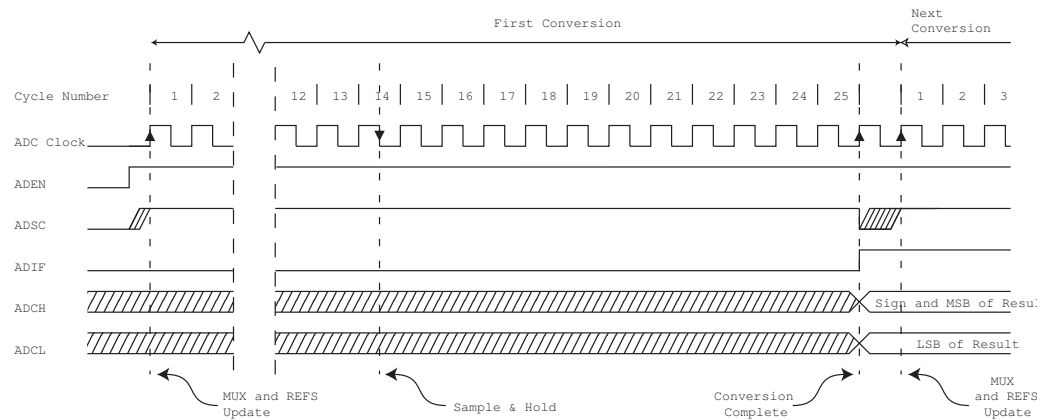 First Conversion
Next
Conversion
Cycle Number 1 2 12 13 14 15 16 17 18 19 20 21 22 23 24 25 1 2 3
ADC Clock
ADEN
ADSC
ADIF
ADCH Sign and MSB of Resul
ADCL LSB of Result
MUX and REFS
Update
Sample & Hold
Conversion
Complete
MUX
and REFS
Update